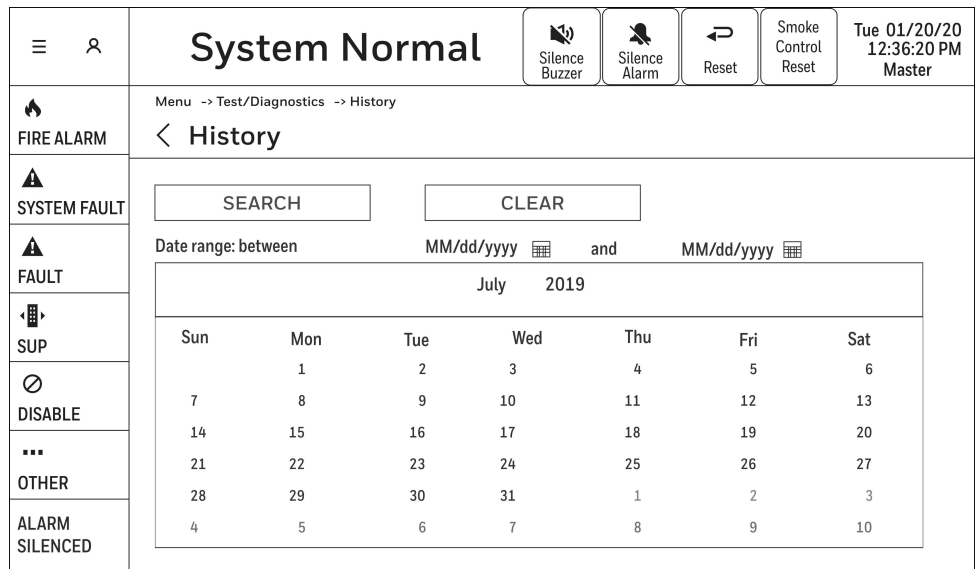 System Normal
Silence
Buzzer
Silence
Alarm
Reset
Smoke
Control
Reset
Tue 01/20/20
12:36:20 PM
Master
FIRE ALARM
SYSTEM FAULT
FAULT
SUP
DISABLE
OTHER
ALARM
SILENCED
Menu -> Test/Diagnostics -> History
< History
SEARCH CLEAR
Date range: between MM/dd/yyyy and MM/dd/yyyy
July 2019
Sun Mon Tue Wed Thu Fri Sat
1 2 3 4 5 6
7 8 9 10 11 12 13
14 15 16 17 18 19 20
21 22 23 24 25 26 27
28 29 30 31 1 2 3
4 5 6 7 8 9 10